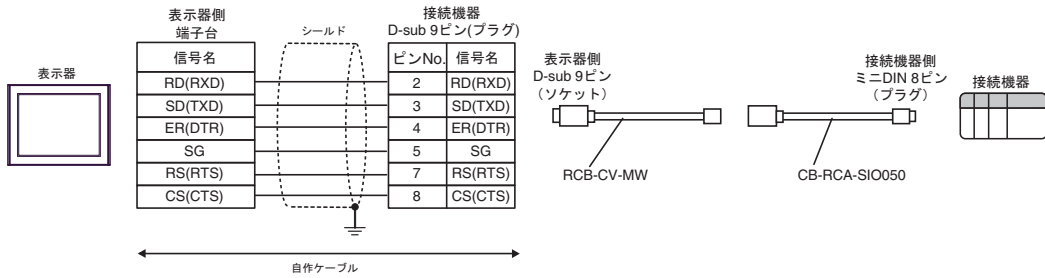 表示器
表示器側
端子台
信号名
RD(RXD)
SD(TXD)
ER(DTR)
SG
RS(RTS)
CS(CTS)
シールド
接続機器
D-sub 9ピン(プラグ)
ピンNo. 信号名
2 RD(RXD)
3 SD(TXD)
4 ER(DTR)
5 SG
7 RS(RTS)
8 CS(CTS)
自作ケーブル
表示器側
D-sub 9ピン
（ソケット）
RCB-CV-MW
接続機器側
ミニDIN 8ピン
（プラグ）
CB-RCA-SIO050
接続機器